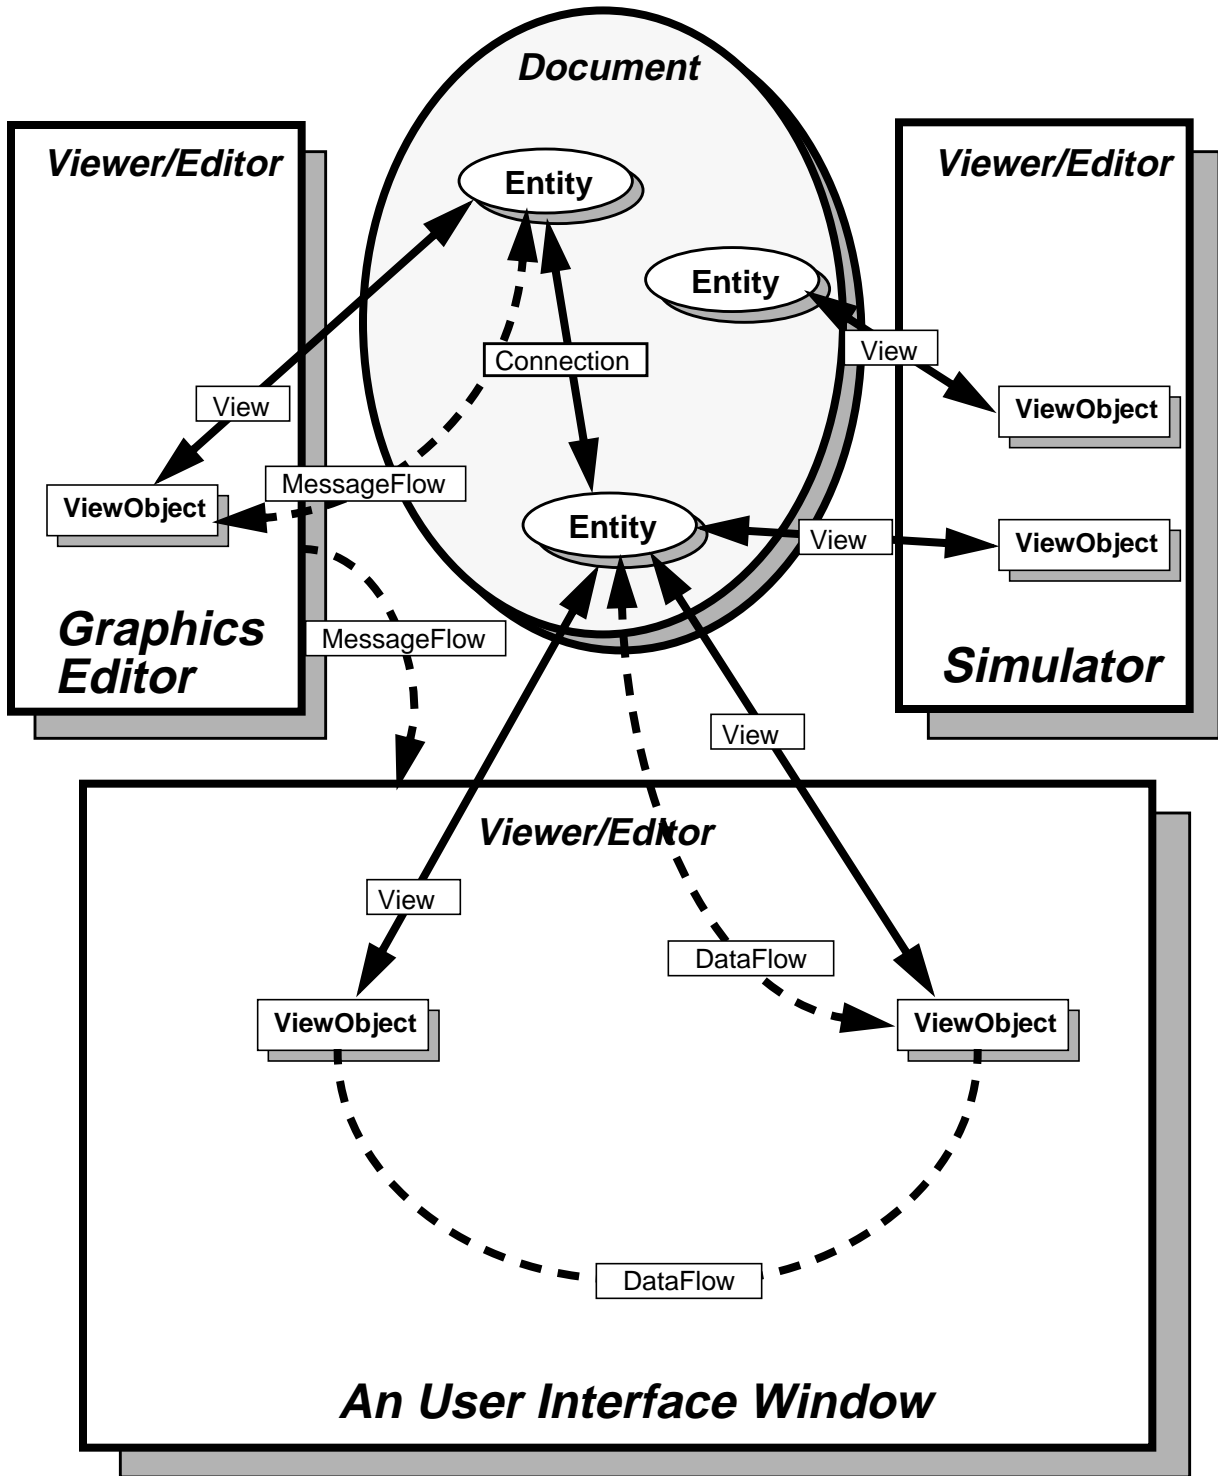 Document
Viewer/Editor
Viewer/Editor
Entity
Entity
Connection
View
View
ViewObject
MessageFlow
ViewObject
Entity
View
ViewObject
Graphics
Editor
MessageFlow
Simulator
View
Viewer/Editor
View
DataFlow
ViewObject
ViewObject
DataFlow
An User Interface Window